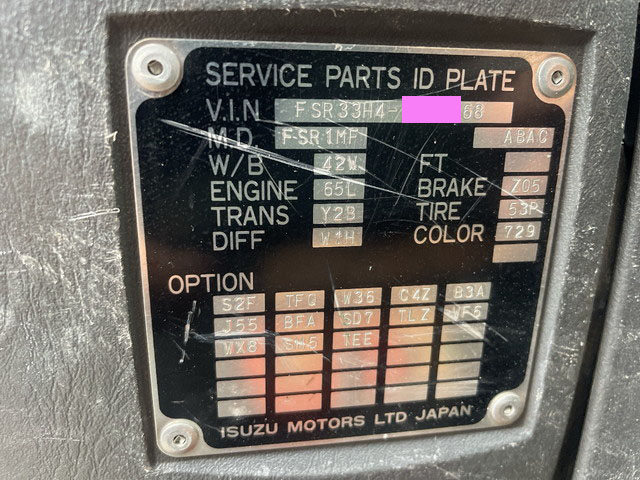 SERVICE PARTS ID PLATE
V.I.N FSR33H4- 68
M.D. FSR1MF ABAC
W/B 42W FT
ENGINE 65L BRAKE Z05
TRANS Y2B TIRE 53P
DIFF W1H COLOR 729
OPTION
S2F TFQ W36 C4Z B3A
J55 BFA SD7 TLZ VF5
WX8 SH6 TEE
ISUZU MOTORS LTD JAPAN